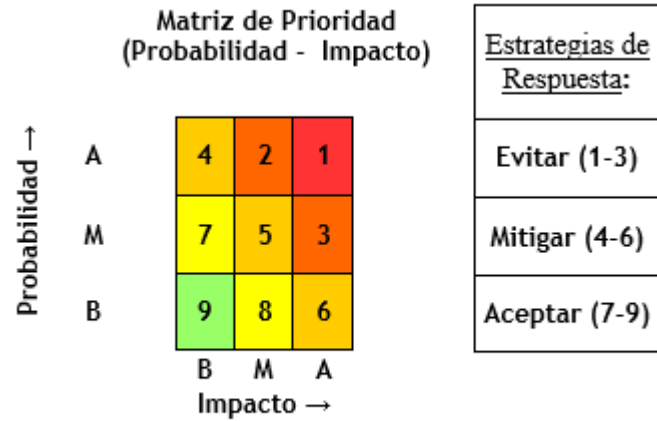 Matriz de Prioridad
(Probabilidad - Impacto)
Probabilidad →
A
4
2
1
M
7
5
3
B
9
8
6
B
M
A
Impacto →
Estrategias de
Respuesta:
Evitar (1-3)
Mitigar (4-6)
Aceptar (7-9)